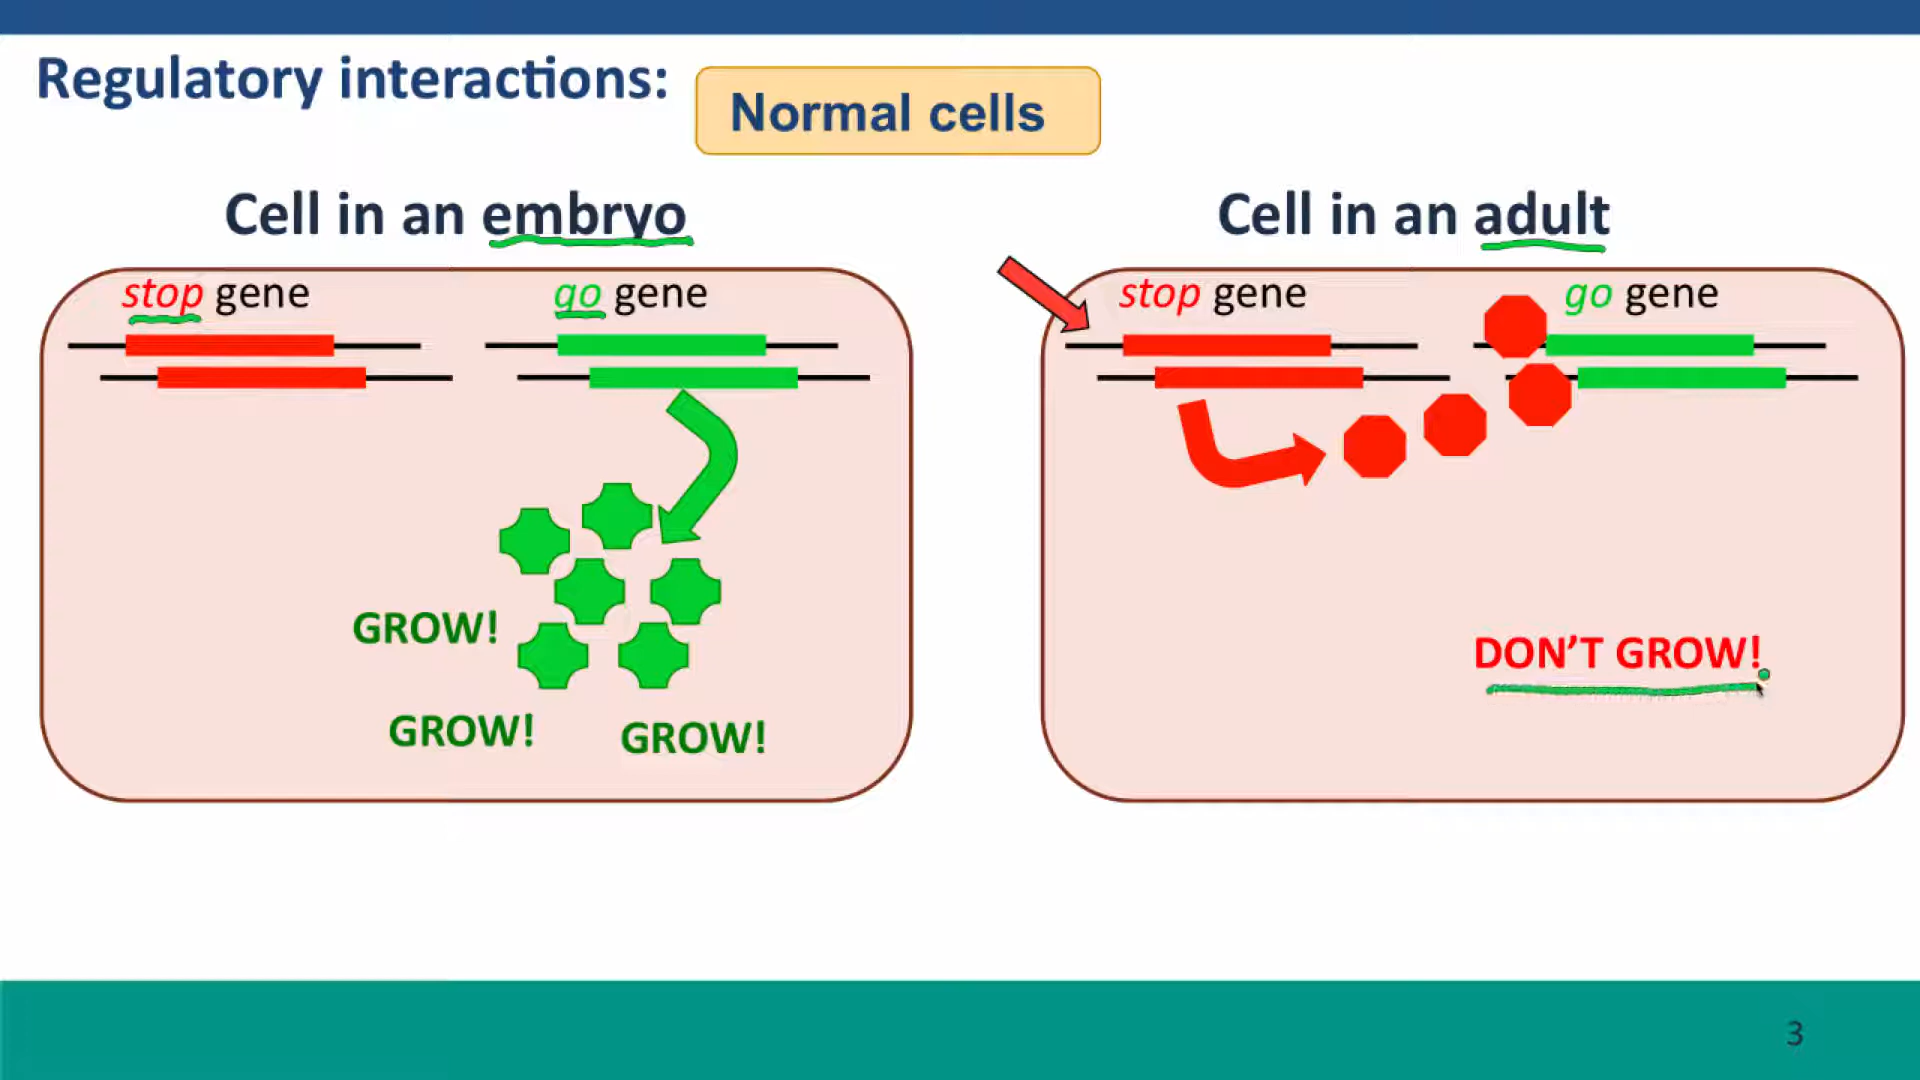 Regulatory interactions:
Normal cells
Cell in an embryo
stop gene
go gene
GROW!
GROW!
GROW!
Cell in an adult
stop gene
go gene
DON’T GROW!
3